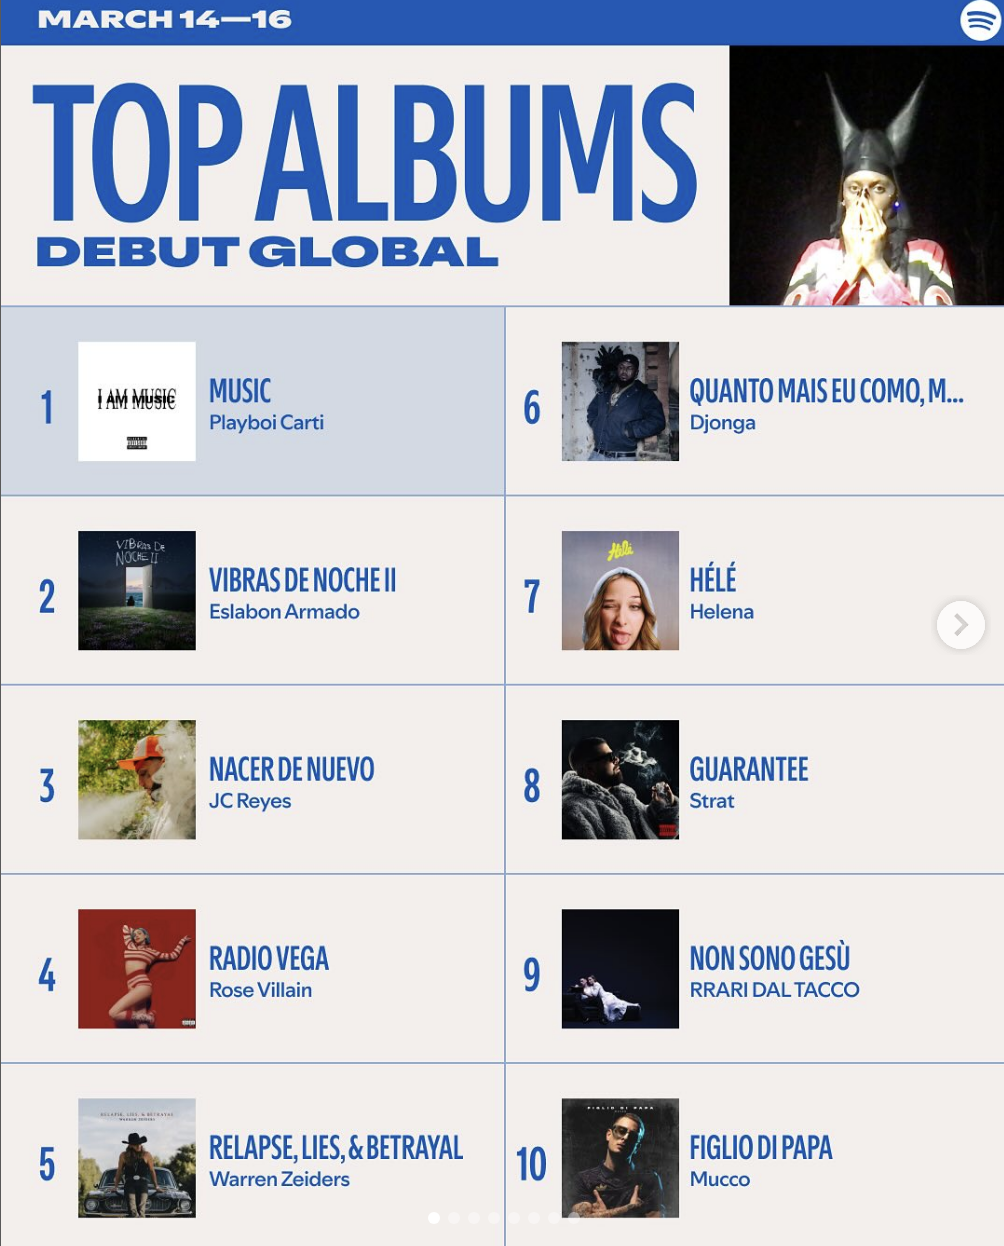 MARCH 14—16
TOP ALBUMS
DEBUT GLOBAL
1
I AM MUSIC
MUSIC
Playboi Carti
2
VIBRAS DE
NOCHE II
VIBRAS DE NOCHE II
Eslabon Armado
3
NACER DE NUEVO
JC Reyes
4
RADIO VEGA
Rose Villain
5
RELAPSE, LIES, & BETRAYAL
WARREN ZEIDERS
RELAPSE, LIES, & BETRAYAL
Warren Zeiders
6
QUANTO MAIS EU COMO, M...
Djonga
7
Hélé
HÉLÉ
Helena
8
GUARANTEE
Strat
9
NON SONO GESÙ
RRARI DAL TACCO
10
FIGLIO DI PAPA
FIGLIO DI PAPA
Mucco